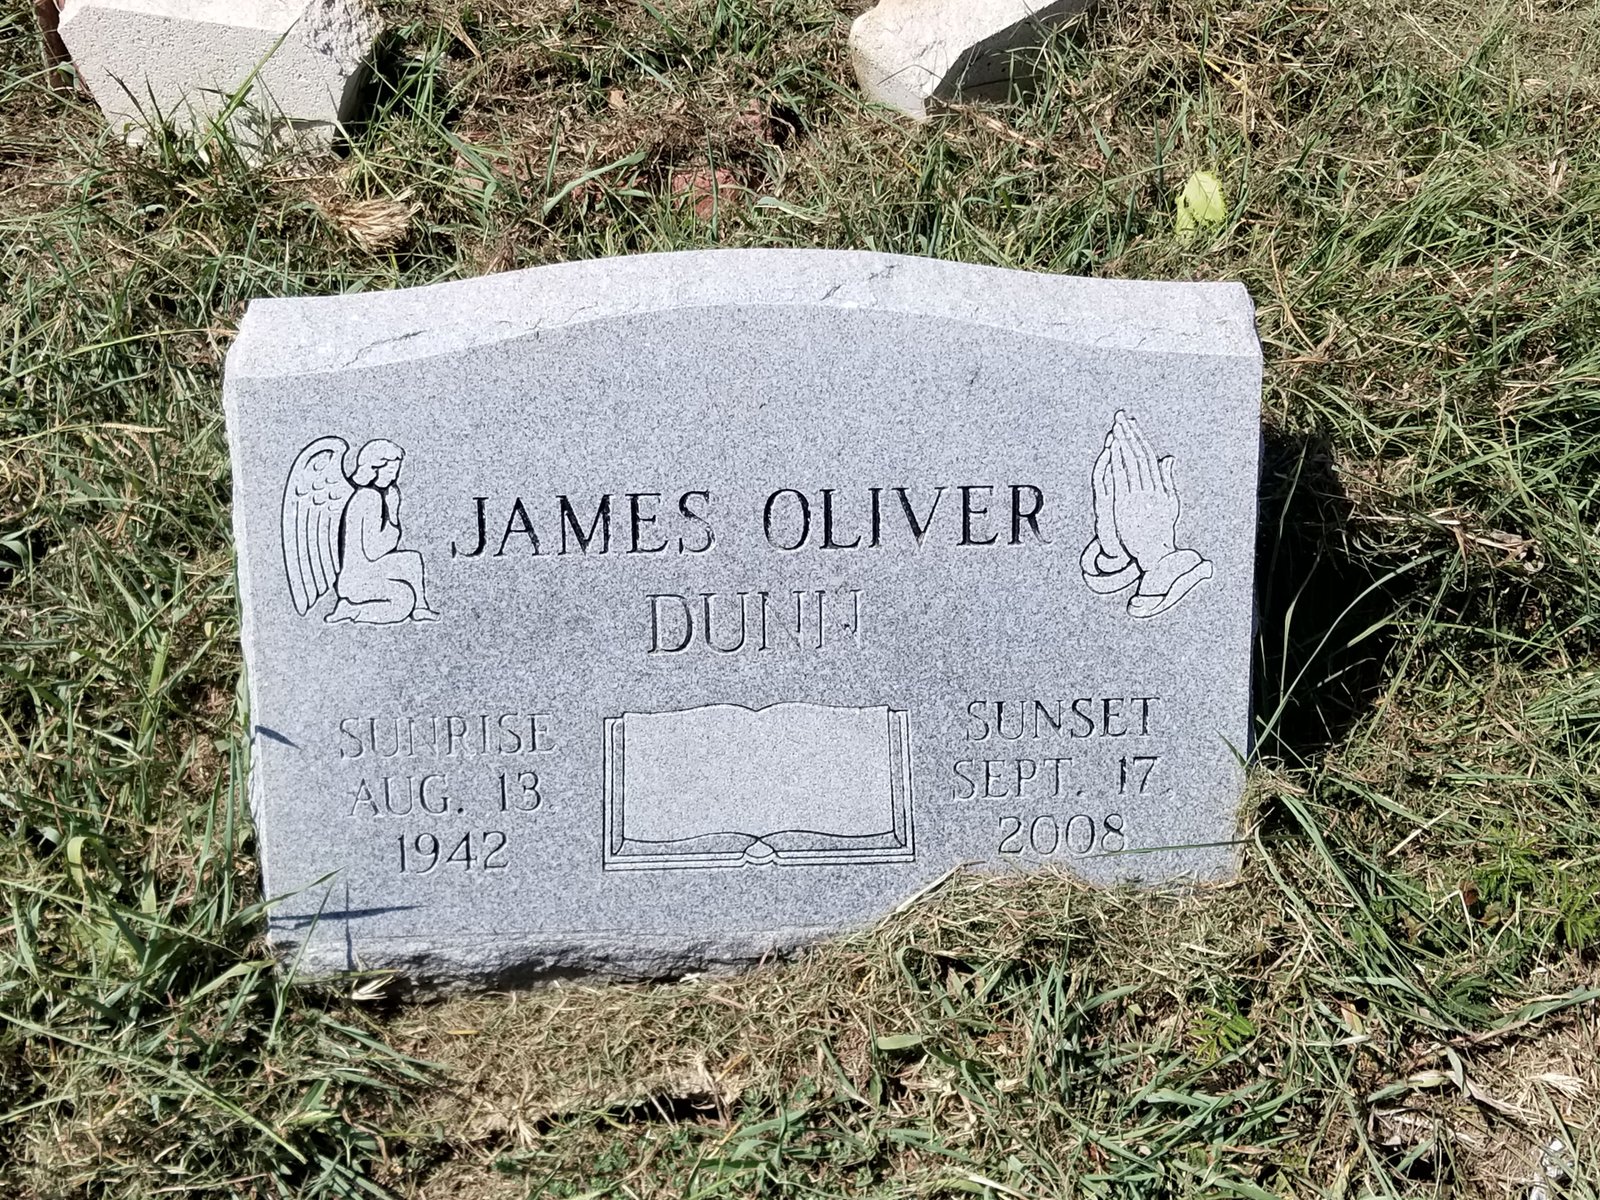 JAMES OLIVER
DUNN
SUNRISE
AUG. 13.
1942
SUNSET
SEPT. 17.
2008